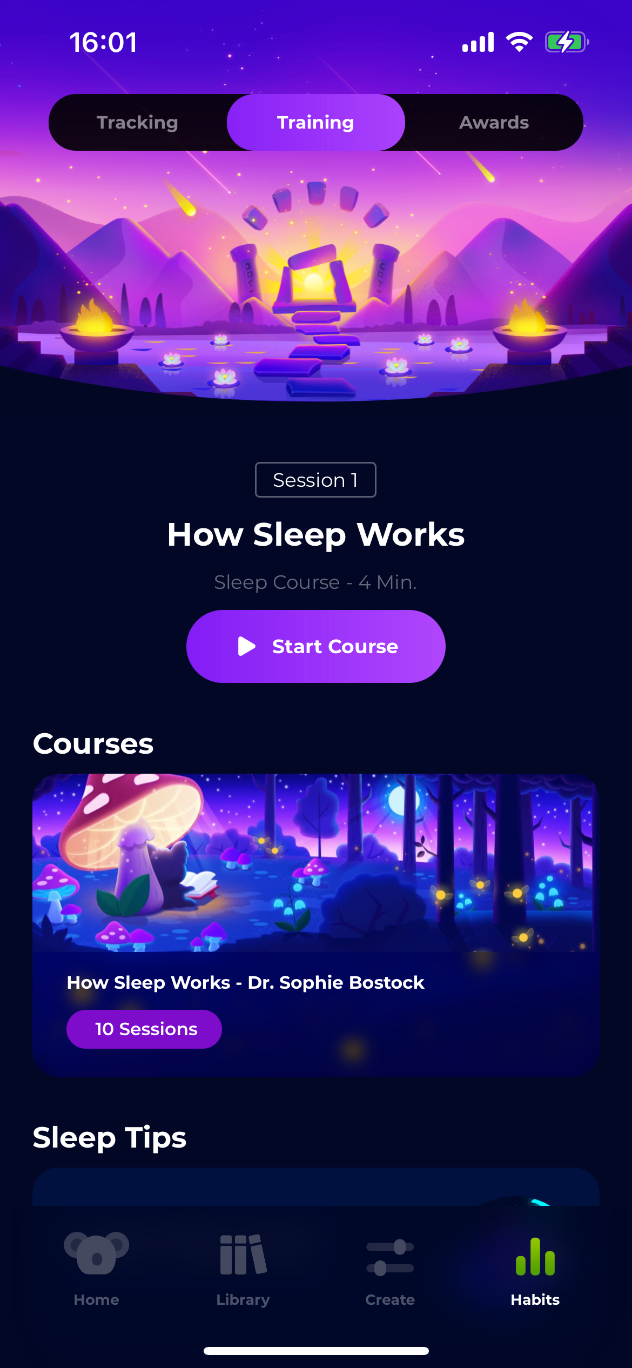 16:01
Tracking
Training
Awards
Session 1
How Sleep Works
Sleep Course - 4 Min.
Start Course
Courses
How Sleep Works - Dr. Sophie Bostock
10 Sessions
Sleep Tips
Home
Library
Create
Habits